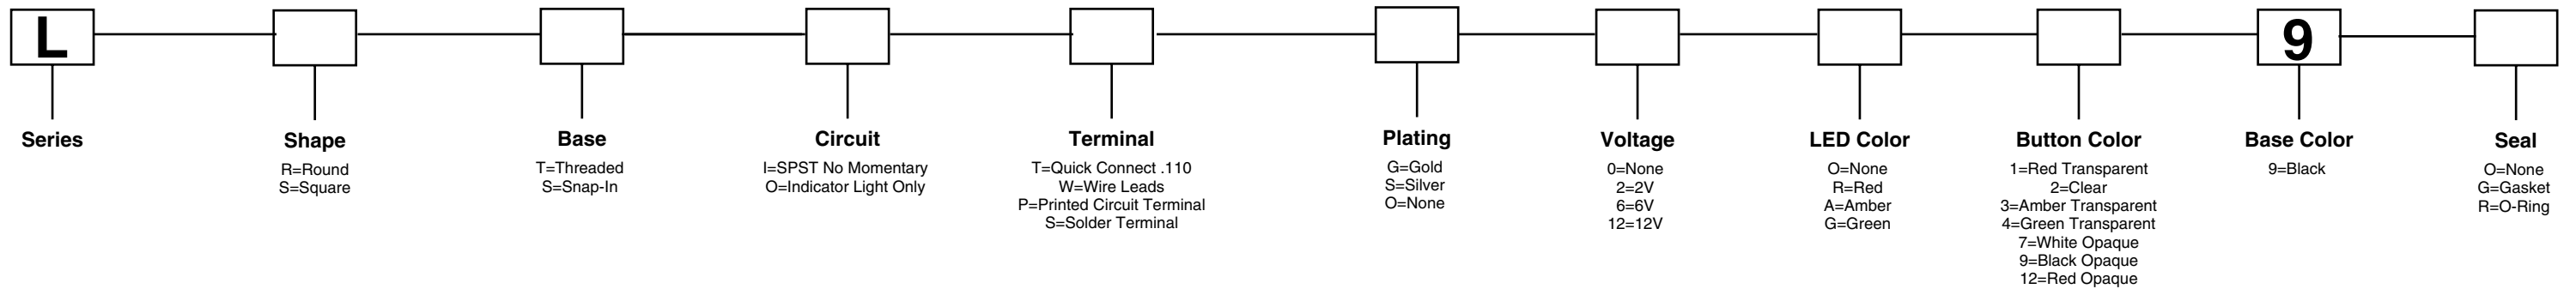 L
9
Series
Shape
R=Round
S=Square
Base
T=Threaded
S=Snap-In
Circuit
I=SPST No Momentary
O=Indicator Light Only
Terminal
T=Quick Connect .110
W=Wire Leads
P=Printed Circuit Terminal
S=Solder Terminal
Plating
G=Gold
S=Silver
O=None
Voltage
0=None
2=2V
6=6V
12=12V
LED Color
O=None
R=Red
A=Amber
G=Green
Button Color
1=Red Transparent
2=Clear
3=Amber Transparent
4=Green Transparent
7=White Opaque
9=Black Opaque
12=Red Opaque
Base Color
9=Black
Seal
O=None
G=Gasket
R=O-Ring